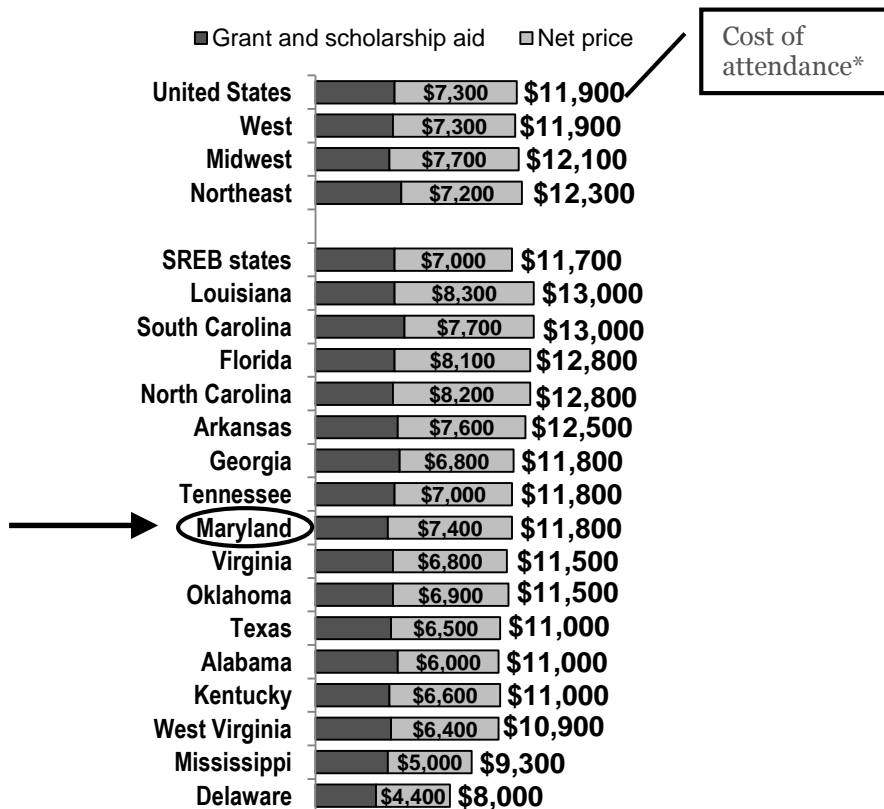 Grant and scholarship aid Net price
Cost of
attendance*
United States $7,300 $11,900
West $7,300 $11,900
Midwest $7,700 $12,100
Northeast $7,200 $12,300
SREB states $7,000 $11,700
Louisiana $8,300 $13,000
South Carolina $7,700 $13,000
Florida $8,100 $12,800
North Carolina $8,200 $12,800
Arkansas $7,600 $12,500
Georgia $6,800 $11,800
Tennessee $7,000 $11,800
Maryland $7,400 $11,800
Virginia $6,800 $11,500
Oklahoma $6,900 $11,500
Texas $6,500 $11,000
Alabama $6,000 $11,000
Kentucky $6,600 $11,000
West Virginia $6,400 $10,900
Mississippi $5,000 $9,300
Delaware $4,400 $8,000